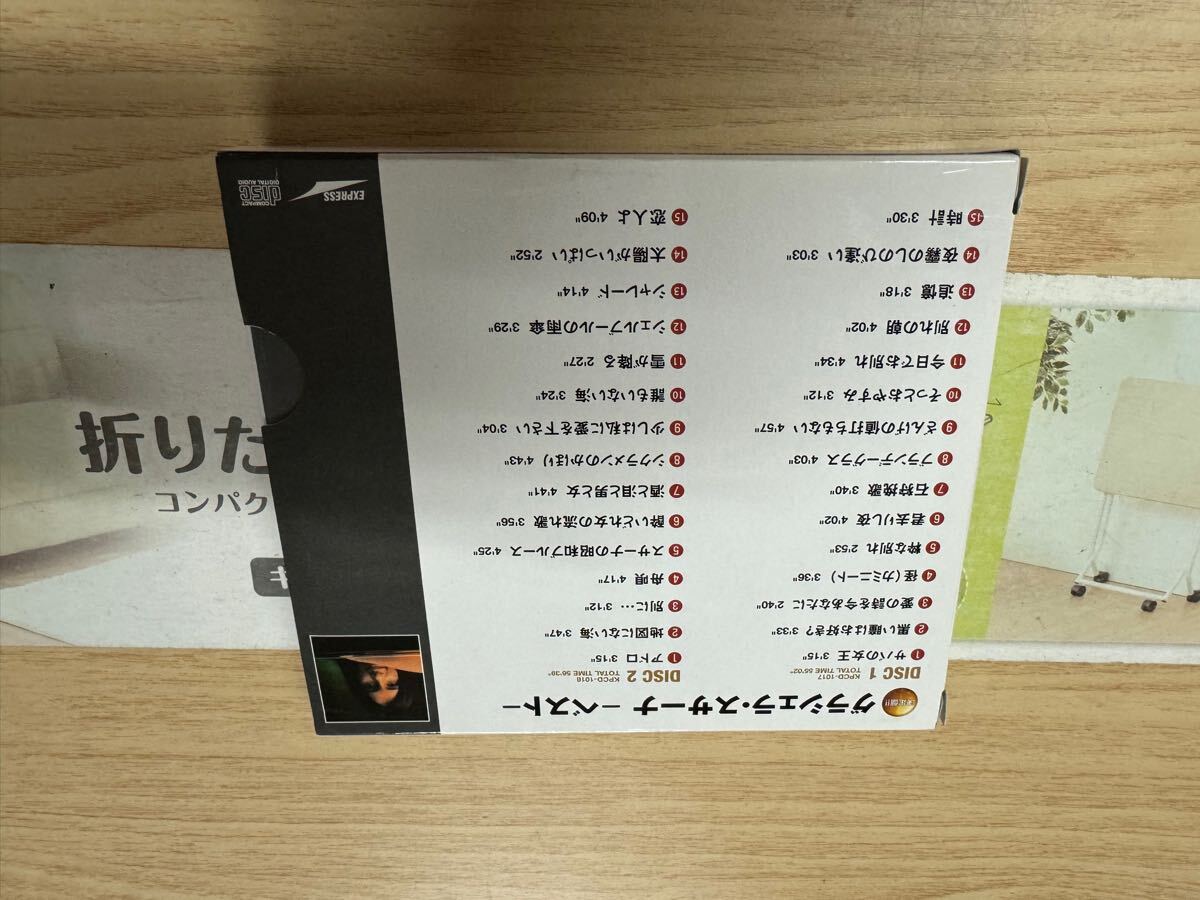 決定盤!! グラシェラ・スサーナ ―ベスト―
DISC 1 KPCD-1017
TOTAL TIME 55'02"
1 サバの女王 3'15"
2 黒い瞳はお好き? 3'33"
3 愛の詩を今あなたに 2'40"
4 径(カミニート) 3'36"
5 粋な別れ 2'53"
6 君去りし夜 4'02"
7 石狩挽歌 3'40"
8 ブランデーグラス 4'03"
9 ざんげの値打ちもない 4'57"
10 そっとおやすみ 3'12"
11 今日でお別れ 4'34"
12 別れの朝 4'02"
13 追憶 3'18"
14 夜霧のしのび逢い 3'03"
15 時計 3'30"
DISC 2 KPCD-1018
TOTAL TIME 56'39"
1 アドロ 3'15"
2 地図にない海 3'47"
3 別に… 3'12"
4 舟唄 4'17"
5 スサーナの昭和ブルース 4'25"
6 酔いどれ女の流れ歌 3'56"
7 酒と泪と男と女 4'41"
8 シクラメンのかほり 4'43"
9 少しは私に愛を下さい 3'04"
10 誰もいない海 3'24"
11 雪が降る 2'27"
12 シェルブールの雨傘 3'29"
13 シャレード 4'14"
14 太陽がいっぱい 2'52"
15 恋人よ 4'09"
EXPRESS
COMPACT
disc
DIGITAL AUDIO
折りた
コンパク
キ